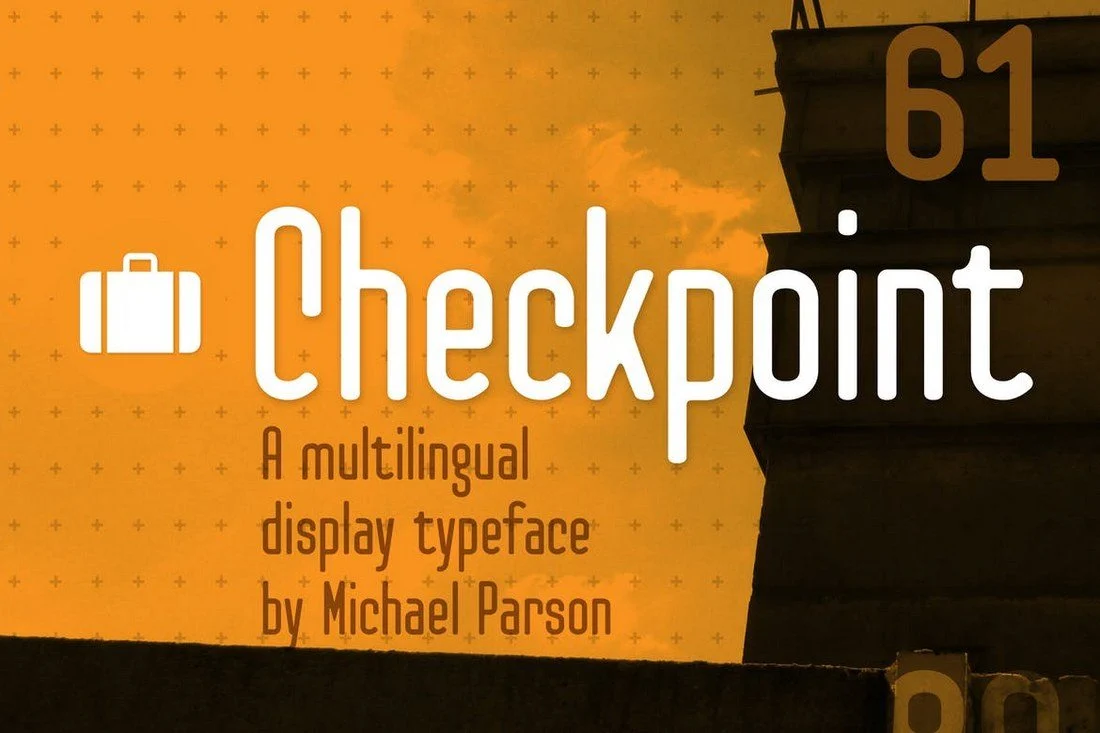 61
Checkpoint
A multilingual
display typeface
by Michael Parson